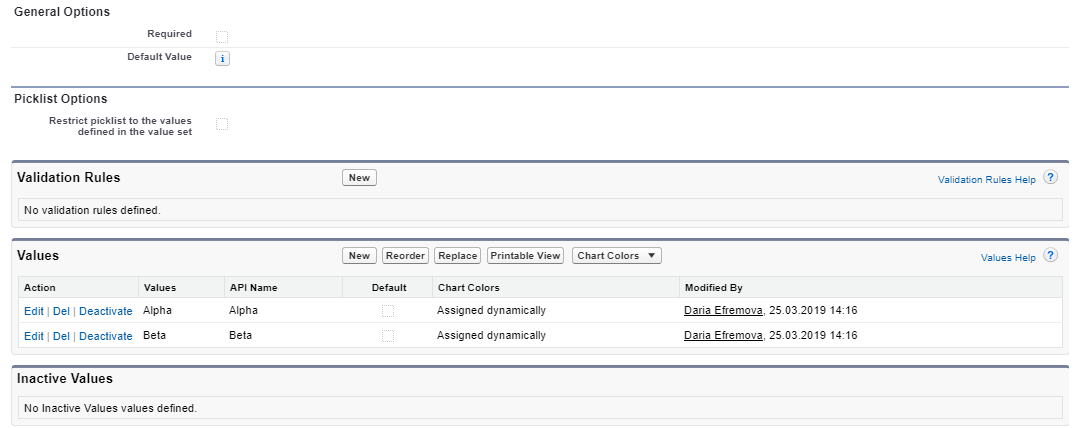 General Options
Required
Default Value i
Picklist Options
Restrict picklist to the values
defined in the value set
Validation Rules New Validation Rules Help ?
No validation rules defined.
Values New Reorder Replace Printable View Chart Colors ▼ Values Help ?
Action Values API Name Default Chart Colors Modified By
Edit | Del | Deactivate Alpha Alpha Assigned dynamically Daria Efremova, 25.03.2019 14:16
Edit | Del | Deactivate Beta Beta Assigned dynamically Daria Efremova, 25.03.2019 14:16
Inactive Values
No Inactive Values values defined.